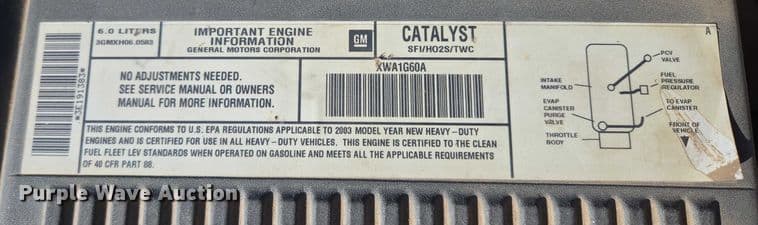 6.0 LITERS
3GMXH06.0583
IMPORTANT ENGINE
INFORMATION
GENERAL MOTORS CORPORATION
GM
CATALYST
SFI/HO2S/TWC
*3C191383*
NO ADJUSTMENTS NEEDED.
SEE SERVICE MANUAL OR OWNERS
MANUAL FOR MORE INFORMATION.
XWA1G60A
THIS ENGINE CONFORMS TO U.S. EPA REGULATIONS APPLICABLE TO 2003 MODEL YEAR NEW HEAVY-DUTY
ENGINES AND IS CERTIFIED FOR USE IN ALL HEAVY-DUTY VEHICLES. THIS ENGINE IS CERTIFIED TO THE CLEAN
FUEL FLEET LEV STANDARDS WHEN OPERATED ON GASOLINE AND MEETS ALL THE APPLICABLE REQUIREMENTS
OF 40 CFR PART 88.
A
PCV
VALVE
INTAKE
MANIFOLD
FUEL
PRESSURE
REGULATOR
EVAP
CANISTER
PURGE
VALVE
TO EVAP
CANISTER
THROTTLE
BODY
FRONT OF
VEHICLE
Purple Wave Auction